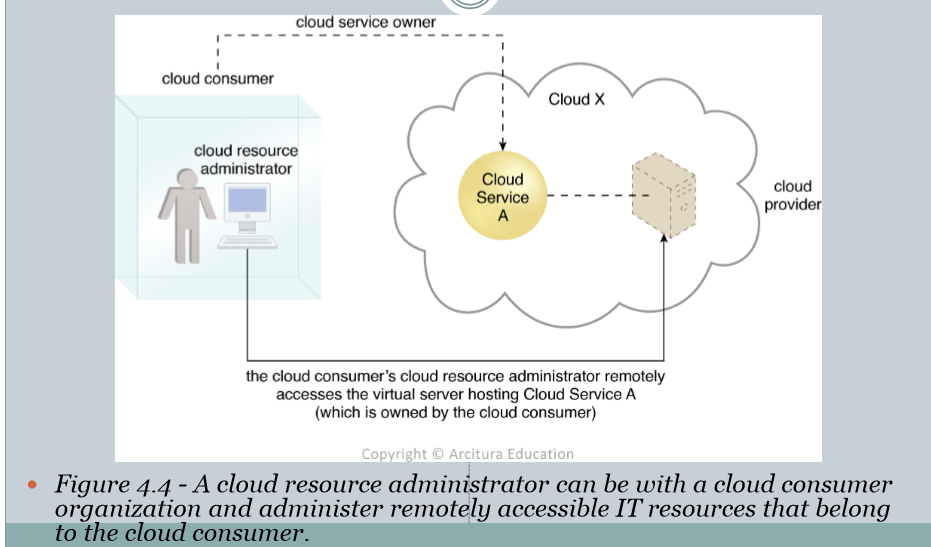 cloud service owner
cloud consumer
Cloud X
cloud resource
administrator
Cloud
Service
A
cloud
provider
the cloud consumer's cloud resource administrator remotely
accesses the virtual server hosting Cloud Service A
(which is owned by the cloud consumer)
Copyright © Arcitura Education
• Figure 4.4 - A cloud resource administrator can be with a cloud consumer
organization and administer remotely accessible IT resources that belong
to the cloud consumer.